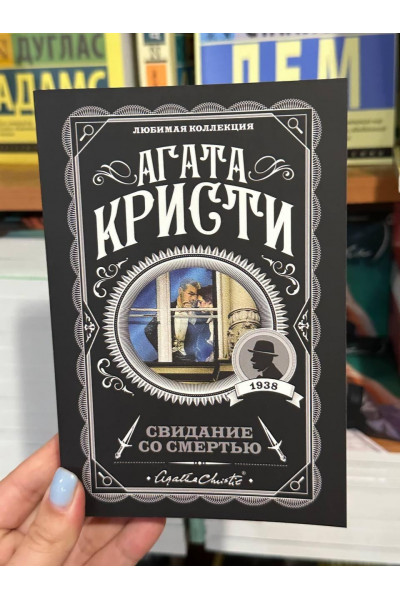 ДУГЛАС
АДАМС
ЛЕМ
ЛЮБИМАЯ КОЛЛЕКЦИЯ
АГАТА
КРИСТИ
1938
СВИДАНИЕ
СО СМЕРТЬЮ
Agatha Christie